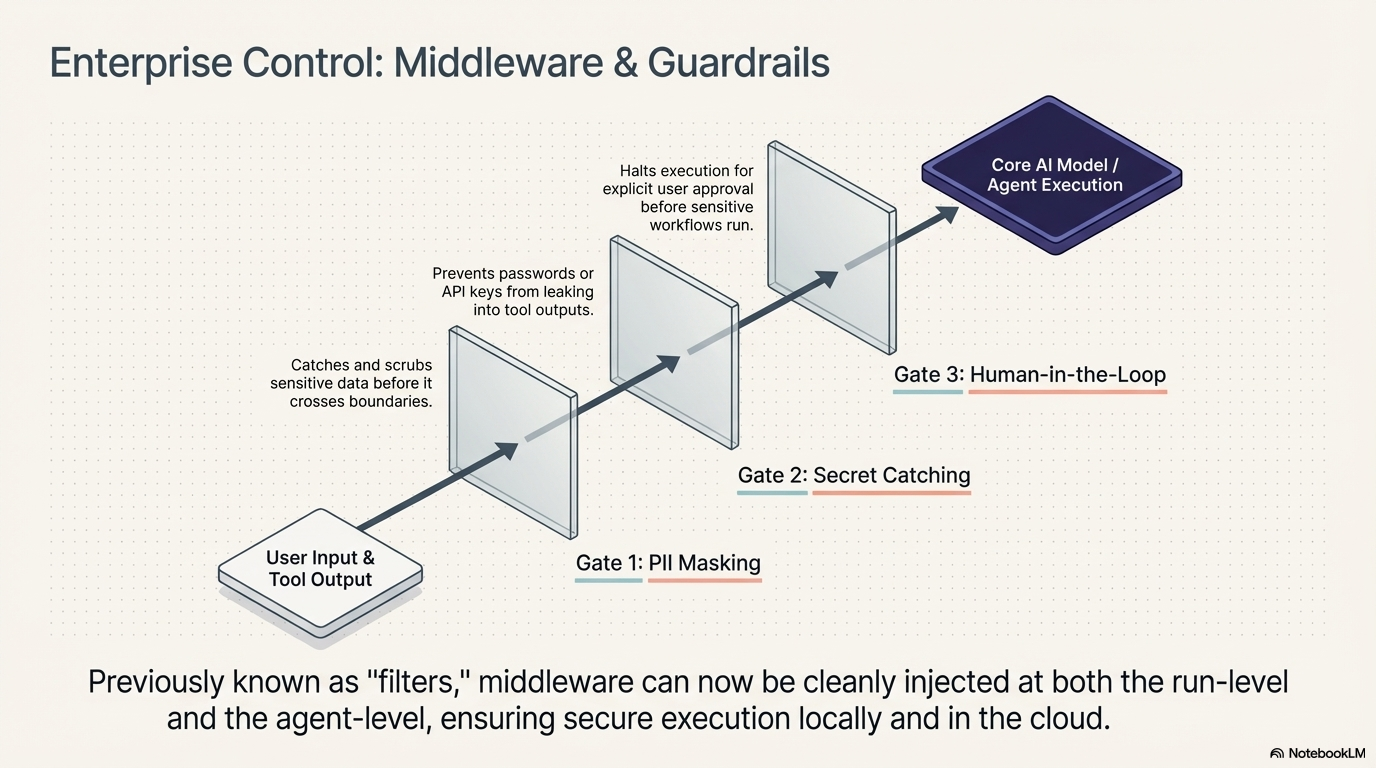 Enterprise Control: Middleware & Guardrails
Core AI Model /
Agent Execution
Halts execution for
explicit user approval
before sensitive
workflows run.
Prevents passwords or
API keys from leaking
into tool outputs.
Catches and scrubs
sensitive data before it
crosses boundaries.
Gate 3: Human-in-the-Loop
Gate 2: Secret Catching
Gate 1: PII Masking
User Input &
Tool Output
Previously known as "filters," middleware can now be cleanly injected at both the run-level
and the agent-level, ensuring secure execution locally and in the cloud.
NotebookLM